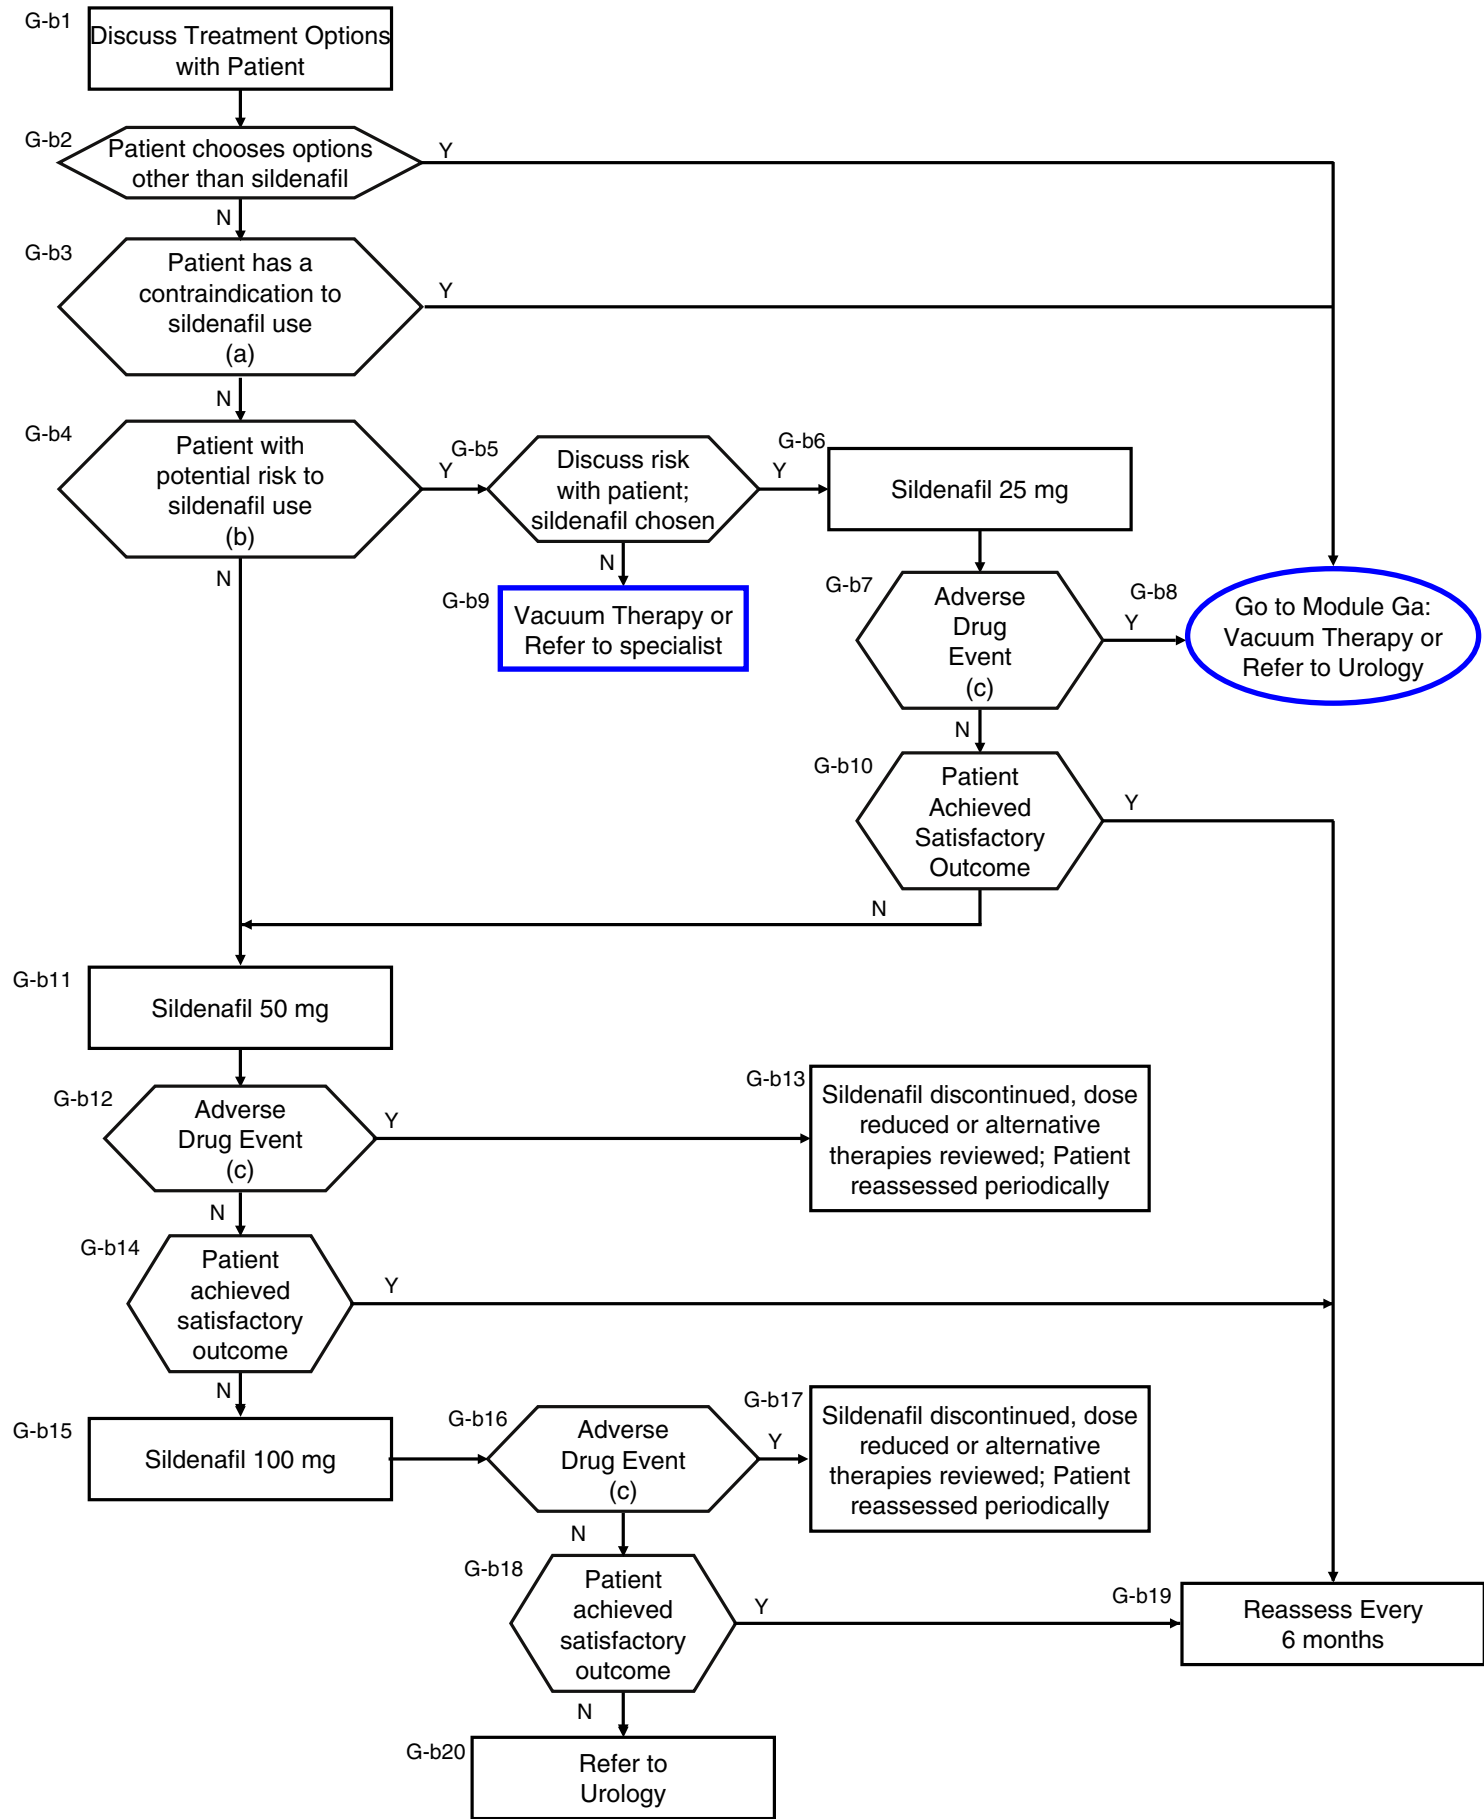 G-b1
Discuss Treatment Options
with Patient
G-b2
Patient chooses options
other than sildenafil
Y
N
G-b3
Patient has a
contraindication to
sildenafil use
(a)
Y
N
G-b4
Patient with
potential risk to
sildenafil use
(b)
Y
N
G-b5
Discuss risk
with patient;
sildenafil chosen
Y
N
G-b6
Sildenafil 25 mg
G-b7
Adverse
Drug
Event
(c)
Y
N
G-b8
Go to Module Ga:
Vacuum Therapy or
Refer to Urology
G-b9
Vacuum Therapy or
Refer to specialist
G-b10
Patient
Achieved
Satisfactory
Outcome
Y
N
G-b11
Sildenafil 50 mg
G-b12
Adverse
Drug Event
(c)
Y
N
G-b13
Sildenafil discontinued, dose
reduced or alternative
therapies reviewed; Patient
reassessed periodically
G-b14
Patient
achieved
satisfactory
outcome
Y
N
G-b15
Sildenafil 100 mg
G-b16
Adverse
Drug Event
(c)
Y
N
G-b17
Sildenafil discontinued, dose
reduced or alternative
therapies reviewed; Patient
reassessed periodically
G-b18
Patient
achieved
satisfactory
outcome
Y
N
G-b19
Reassess Every
6 months
G-b20
Refer to
Urology